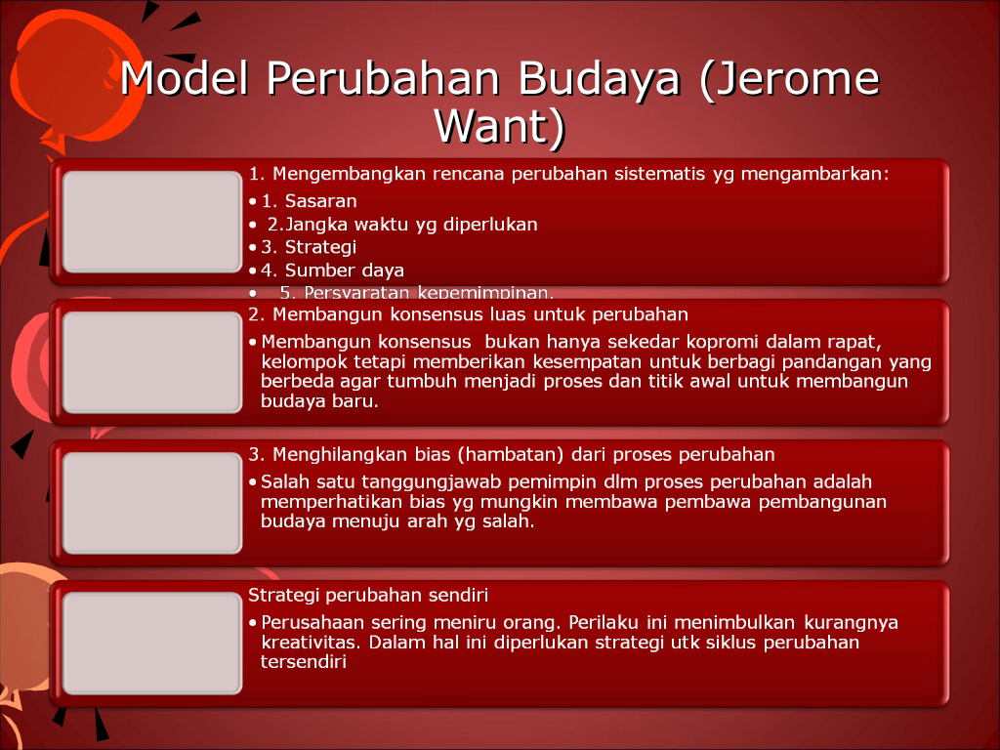 Model Perubahan Budaya (Jerome
Want)
1. Mengembangkan rencana perubahan sistematis yg mengambarkan:
• 1. Sasaran
• 2.Jangka waktu yg diperlukan
• 3. Strategi
• 4. Sumber daya
• 5. Persyaratan kepemimpinan.
2. Membangun konsensus luas untuk perubahan
• Membangun konsensus bukan hanya sekedar kopromi dalam rapat,
kelompok tetapi memberikan kesempatan untuk berbagi pandangan yang
berbeda agar tumbuh menjadi proses dan titik awal untuk membangun
budaya baru.
3. Menghilangkan bias (hambatan) dari proses perubahan
• Salah satu tanggungjawab pemimpin dlm proses perubahan adalah
memperhatikan bias yg mungkin membawa pembawa pembangunan
budaya menuju arah yg salah.
Strategi perubahan sendiri
• Perusahaan sering meniru orang. Perilaku ini menimbulkan kurangnya
kreativitas. Dalam hal ini diperlukan strategi utk siklus perubahan
tersendiri